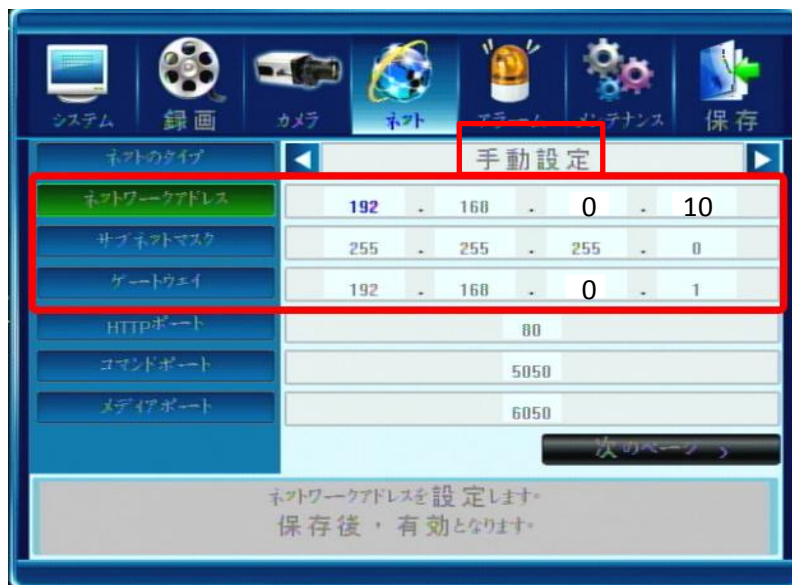 システム 録画 カメラ ネット アラーム メンテナンス 保存
ネットのタイプ 手動設定
ネットワークアドレス 192 . 168 . 0 . 10
サブネットマスク 255 . 255 . 255 . 0
ゲートウェイ 192 . 168 . 0 . 1
HTTPポート 80
コマンドポート 5050
メディアポート 6050
次のページ >
ネットワークアドレスを設定します。
保存後,有効となります。